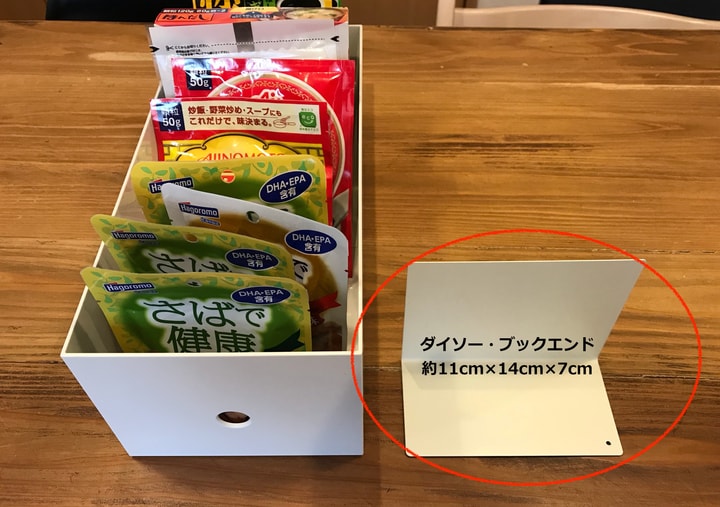 50g
顆粒
50g
炒飯・野菜炒め・スープにも
これだけで、味決まる。
AJINOMOTO
DHA・EPA
含有
Hagoromo
Hagoromo
DHA・EPA
含有
Hagoromo
DHA・EPA
含有
Hagoromo
DHA・EPA
含有
さばで
健康
ダイソー・ブックエンド
約11cm×14cm×7cm